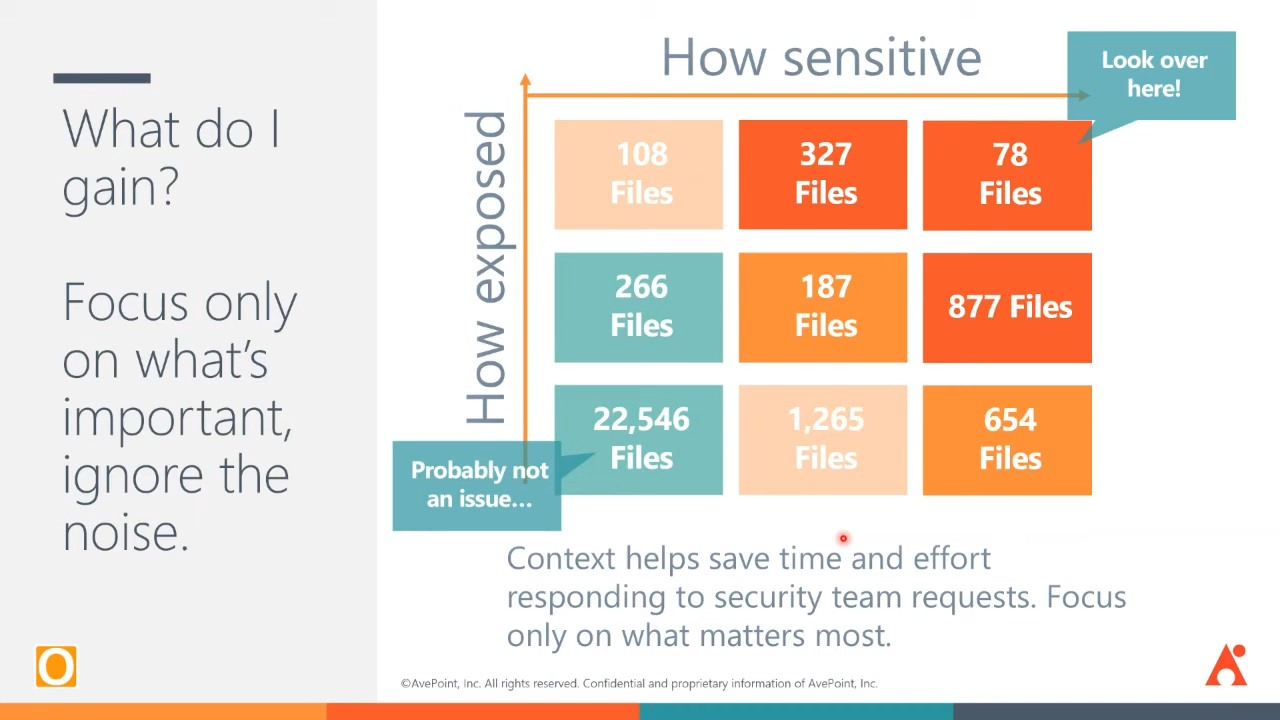 What do I
gain?
Focus only
on what's
important,
ignore the
noise.
How sensitive
Look over
here!
How exposed
108
Files
327
Files
78
Files
266
Files
187
Files
877 Files
22,546
Files
1,265
Files
654
Files
Probably not
an issue...
Context helps save time and effort
responding to security team requests. Focus
only on what matters most.
O
©AvePoint, Inc. All rights reserved. Confidential and proprietary information of AvePoint, Inc.